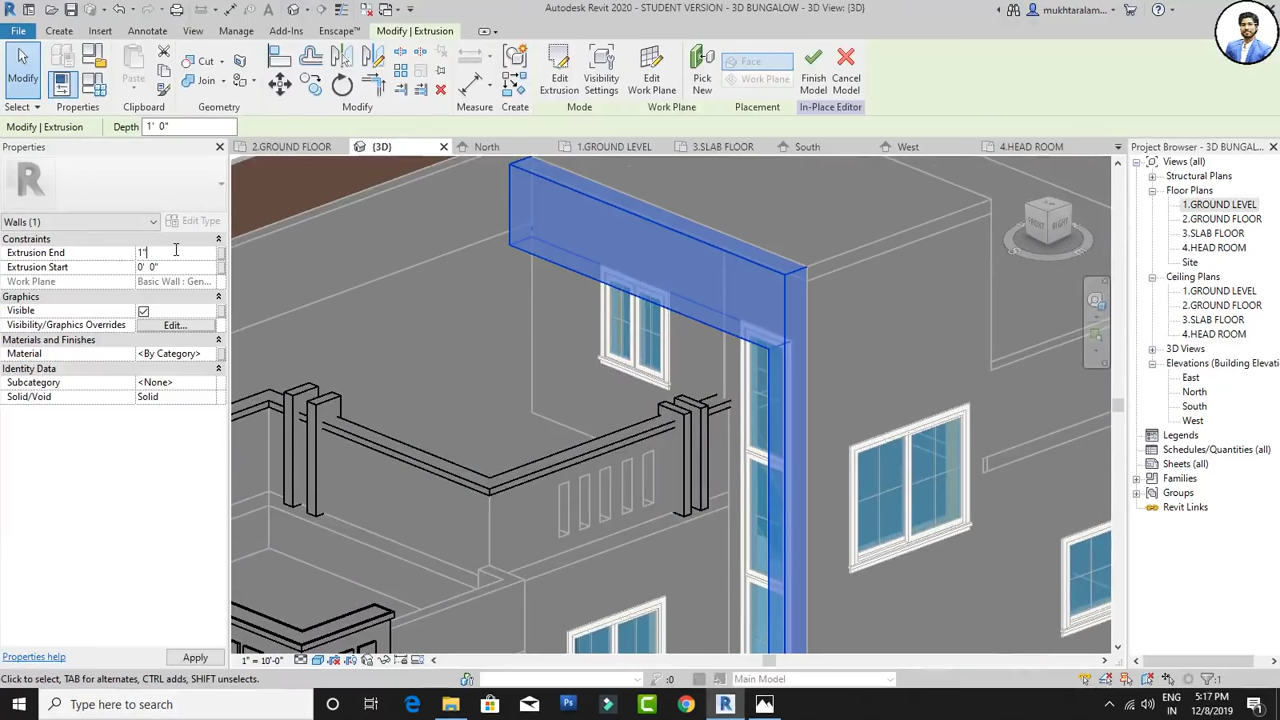 Autodesk Revit 2020 - STUDENT VERSION - 3D BUNGALOW - 3D View: {3D}
mukhtaralam...
File
Create
Insert
Annotate
View
Manage
Add-Ins
Enscape™
Modify | Extrusion
Modify
Paste
Cut
Join
Edit
Extrusion
Visibility
Settings
Edit
Work Plane
Pick
New
Face
Work Plane
Finish
Model
Cancel
Model
Select
Properties
Clipboard
Geometry
Modify
Measure
Create
Mode
Work Plane
Placement
In-Place Editor
Modify | Extrusion
Depth
1' 0"
Properties
2.GROUND FLOOR
{3D}
North
1.GROUND LEVEL
3.SLAB FLOOR
South
West
4.HEAD ROOM
Project Browser - 3D BUNGAL...
R
Walls (1)
Edit Type
Constraints
Extrusion End
1"
Extrusion Start
0' 0"
Work Plane
Basic Wall : Gen...
Graphics
Visible
Visibility/Graphics Overrides
Edit...
Materials and Finishes
Material
<By Category>
Identity Data
Subcategory
<None>
Solid/Void
Solid
Properties help
Apply
FRONT
RIGHT
Views (all)
Structural Plans
Floor Plans
1.GROUND LEVEL
2.GROUND FLOOR
3.SLAB FLOOR
4.HEAD ROOM
Site
Ceiling Plans
1.GROUND LEVEL
2.GROUND FLOOR
3.SLAB FLOOR
4.HEAD ROOM
3D Views
Elevations (Building Elevati
East
North
South
West
Legends
Schedules/Quantities (all)
Sheets (all)
Families
Groups
Revit Links
1" = 10'-0"
Click to select, TAB for alternates, CTRL adds, SHIFT unselects.
:0
Main Model
:1
Type here to search
ENG
IN
5:17 PM
12/8/2019